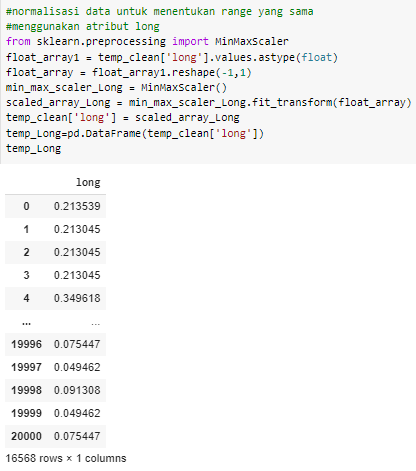 #normalisasi data untuk menentukan range yang sama
#menggunakan atribut long
from sklearn.preprocessing import MinMaxScaler
float_array1 = temp_clean['long'].values.astype(float)
float_array = float_array1.reshape(-1,1)
min_max_scaler_Long = MinMaxScaler()
scaled_array_Long = min_max_scaler_Long.fit_transform(float_array)
temp_clean['long'] = scaled_array_Long
temp_Long=pd.DataFrame(temp_clean['long'])
temp_Long
long
0 0.213539
1 0.213045
2 0.213045
3 0.213045
4 0.349618
... ...
19996 0.075447
19997 0.049462
19998 0.091308
19999 0.049462
20000 0.075447
16568 rows × 1 columns